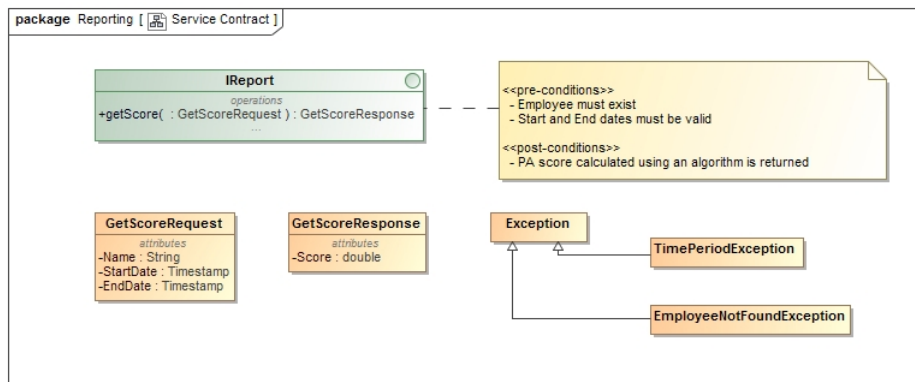 package Reporting [ Service Contract ]
IReport
operations
+getScore( : GetScoreRequest ) : GetScoreResponse
...
<<pre-conditions>>
- Employee must exist
- Start and End dates must be valid
<<post-conditions>>
- PA score calculated using an algorithm is returned
GetScoreRequest
attributes
-Name : String
-StartDate : Timestamp
-EndDate : Timestamp
GetScoreResponse
attributes
-Score : double
Exception
TimePeriodException
EmployeeNotFoundException